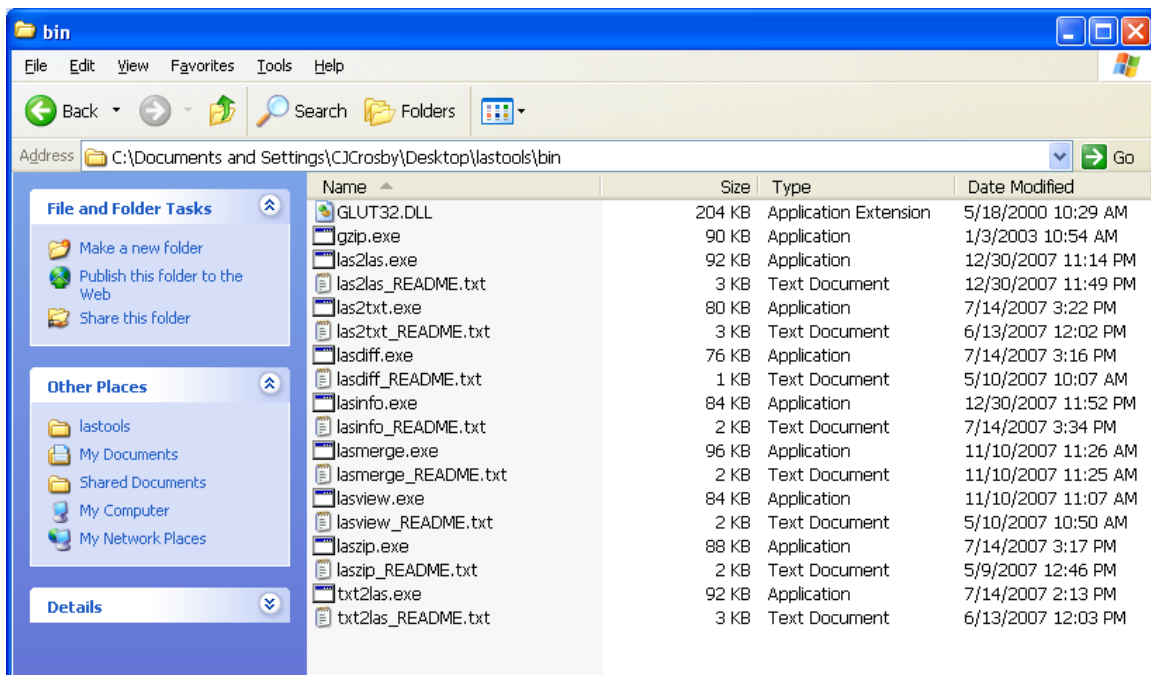 bin
File Edit View Favorites Tools Help
Back Search Folders
Address C:\Documents and Settings\CJCrosby\Desktop\lastools\bin Go
File and Folder Tasks
Make a new folder
Publish this folder to the
Web
Share this folder
Other Places
lastools
My Documents
Shared Documents
My Computer
My Network Places
Details
Name Size Type Date Modified
GLUT32.DLL 204 KB Application Extension 5/18/2000 10:29 AM
gzip.exe 90 KB Application 1/3/2003 10:54 AM
las2las.exe 92 KB Application 12/30/2007 11:14 PM
las2las_README.txt 3 KB Text Document 12/30/2007 11:49 PM
las2txt.exe 80 KB Application 7/14/2007 3:22 PM
las2txt_README.txt 3 KB Text Document 6/13/2007 12:02 PM
lasdiff.exe 76 KB Application 7/14/2007 3:16 PM
lasdiff_README.txt 1 KB Text Document 5/10/2007 10:07 AM
lasinfo.exe 84 KB Application 12/30/2007 11:52 PM
lasinfo_README.txt 2 KB Text Document 7/14/2007 3:34 PM
lasmerge.exe 96 KB Application 11/10/2007 11:26 AM
lasmerge_README.txt 2 KB Text Document 11/10/2007 11:25 AM
lasview.exe 84 KB Application 11/10/2007 11:07 AM
lasview_README.txt 2 KB Text Document 5/10/2007 10:50 AM
laszip.exe 88 KB Application 7/14/2007 3:17 PM
laszip_README.txt 2 KB Text Document 5/9/2007 12:46 PM
txt2las.exe 92 KB Application 7/14/2007 2:13 PM
txt2las_README.txt 3 KB Text Document 6/13/2007 12:03 PM